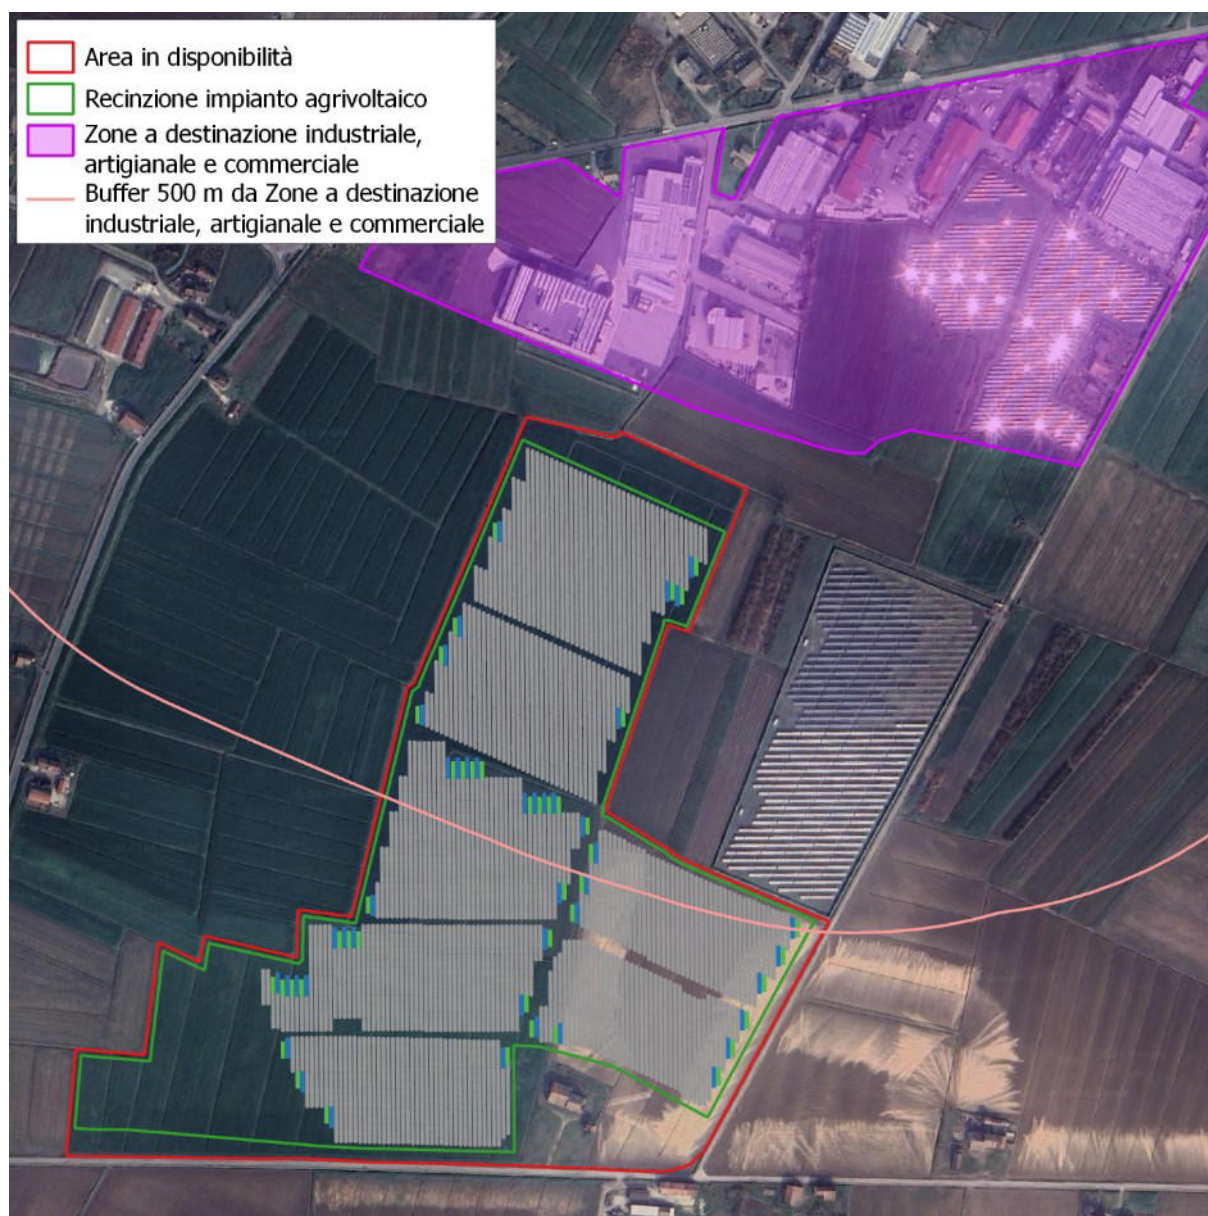 Area in disponibilità
Recinzione impianto agrivoltaico
Zone a destinazione industriale,
artigianale e commerciale
Buffer 500 m da Zone a destinazione
industriale, artigianale e commerciale